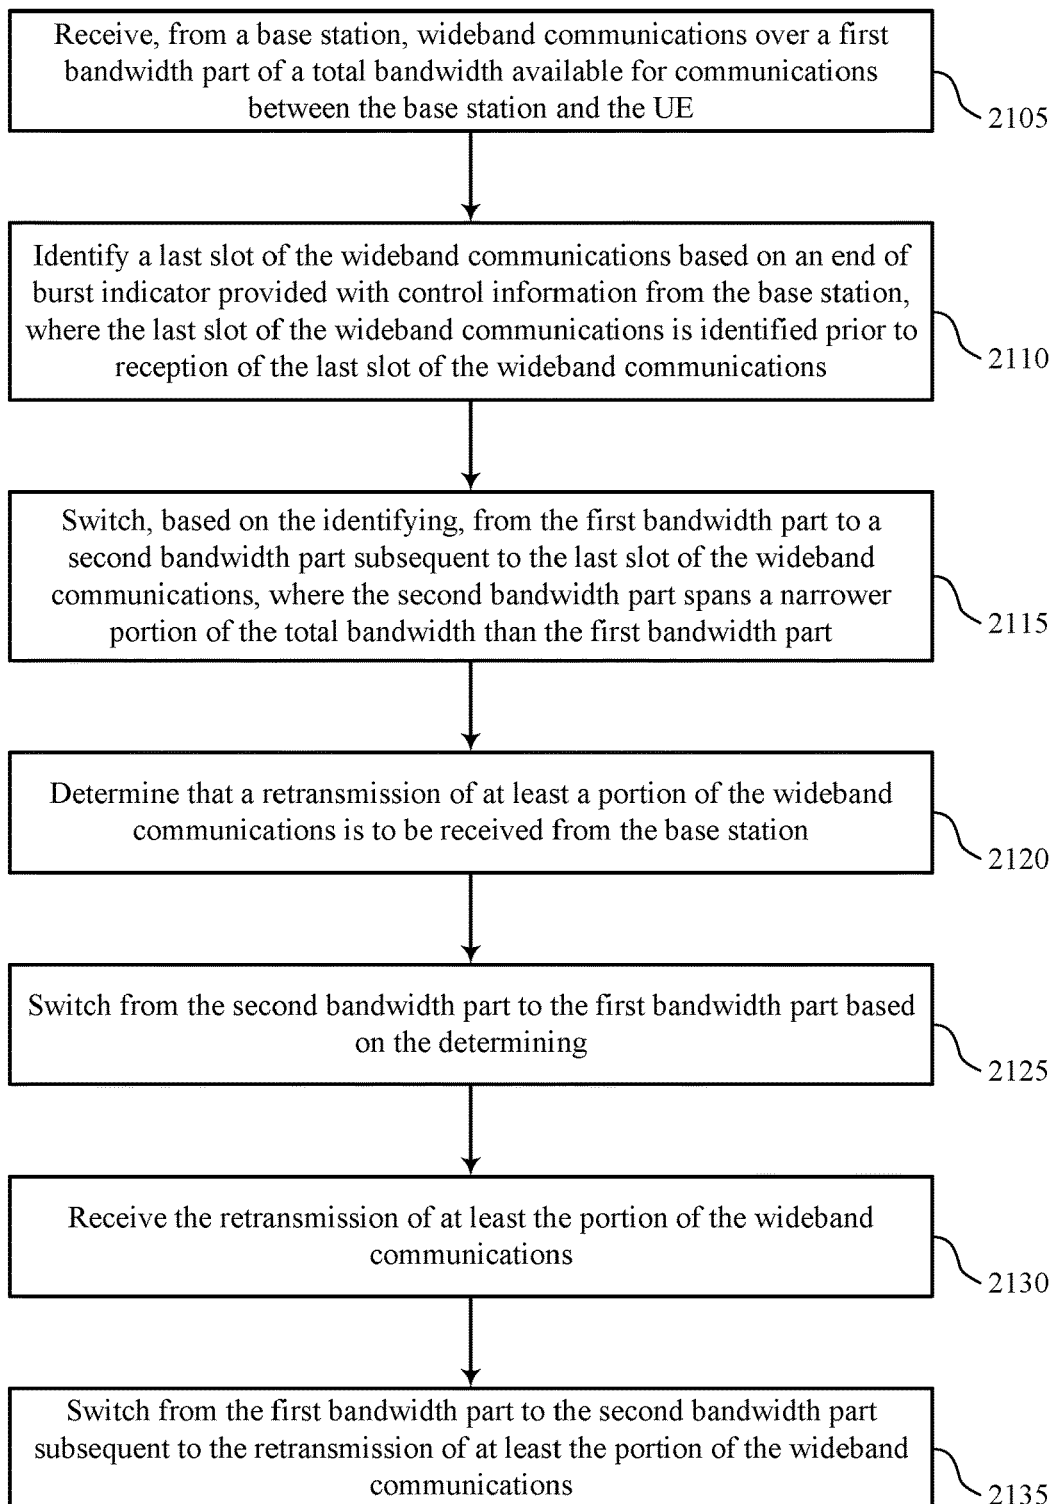 Receive, from a base station, wideband communications over a first
bandwidth part of a total bandwidth available for communications
between the base station and the UE
2105
Identify a last slot of the wideband communications based on an end of
burst indicator provided with control information from the base station,
where the last slot of the wideband communications is identified prior to
reception of the last slot of the wideband communications
2110
Switch, based on the identifying, from the first bandwidth part to a
second bandwidth part subsequent to the last slot of the wideband
communications, where the second bandwidth part spans a narrower
portion of the total bandwidth than the first bandwidth part
2115
Determine that a retransmission of at least a portion of the wideband
communications is to be received from the base station
2120
Switch from the second bandwidth part to the first bandwidth part based
on the determining
2125
Receive the retransmission of at least the portion of the wideband
communications
2130
Switch from the first bandwidth part to the second bandwidth part
subsequent to the retransmission of at least the portion of the wideband
communications
2135